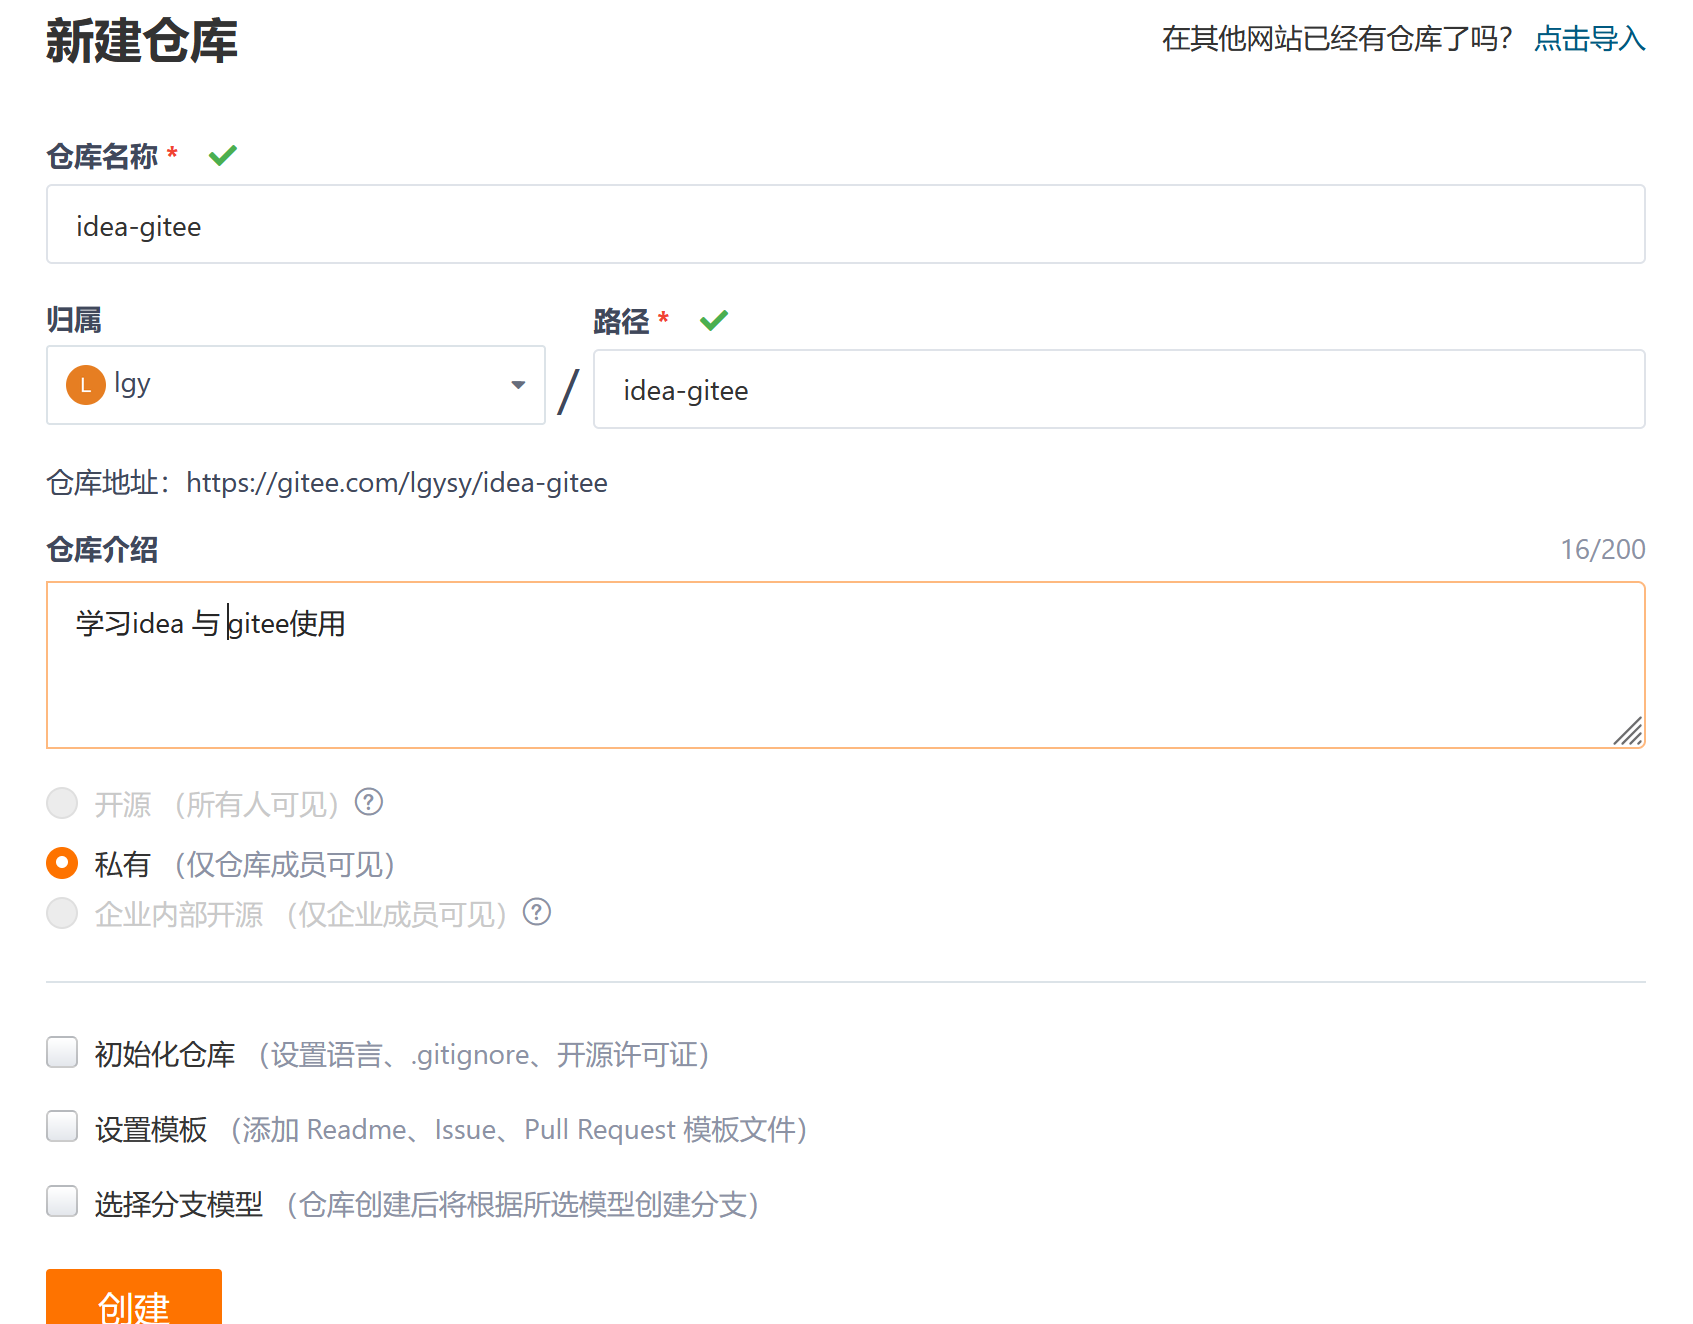 新建仓库
在其他网站已经有仓库了吗？ 点击导入
仓库名称 *
idea-gitee
归属
路径 *
L lgy
/
idea-gitee
仓库地址：https://gitee.com/lgysy/idea-gitee
仓库介绍
16/200
学习idea 与 gitee使用
开源 （所有人可见）
私有 （仅仓库成员可见）
企业内部开源 （仅企业成员可见）
初始化仓库 （设置语言、.gitignore、开源许可证）
设置模板 （添加 Readme、Issue、Pull Request 模板文件）
选择分支模型 （仓库创建后将根据所选模型创建分支）
创建